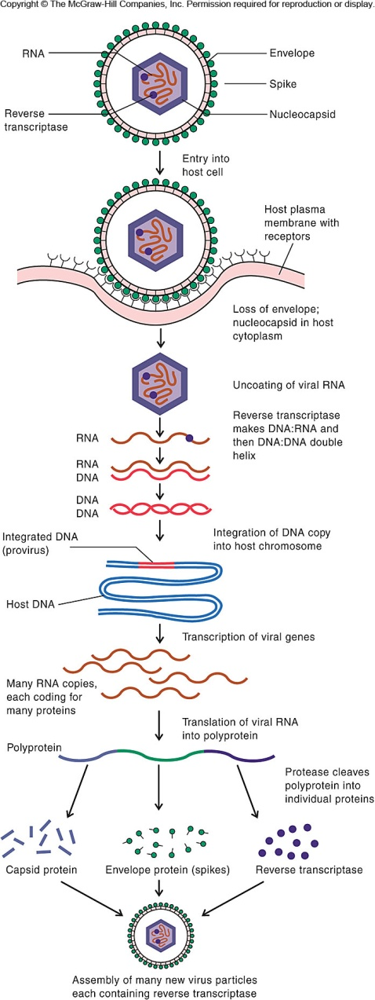 Copyright © The McGraw-Hill Companies, Inc. Permission required for reproduction or display.
RNA
Envelope
Spike
Reverse
transcriptase
Nucleocapsid
Entry into
host cell
Host plasma
membrane with
receptors
Loss of envelope;
nucleocapsid in host
cytoplasm
Uncoating of viral RNA
Reverse transcriptase
makes DNA:RNA and
then DNA:DNA double
helix
RNA
RNA
DNA
DNA
DNA
Integrated DNA
(provirus)
Integration of DNA copy
into host chromosome
Host DNA
Transcription of viral genes
Many RNA copies,
each coding for
many proteins
Translation of viral RNA
into polyprotein
Polyprotein
Protease cleaves
polyprotein into
individual proteins
Capsid protein
Envelope protein (spikes)
Reverse transcriptase
Assembly of many new virus particles
each containing reverse transcriptase